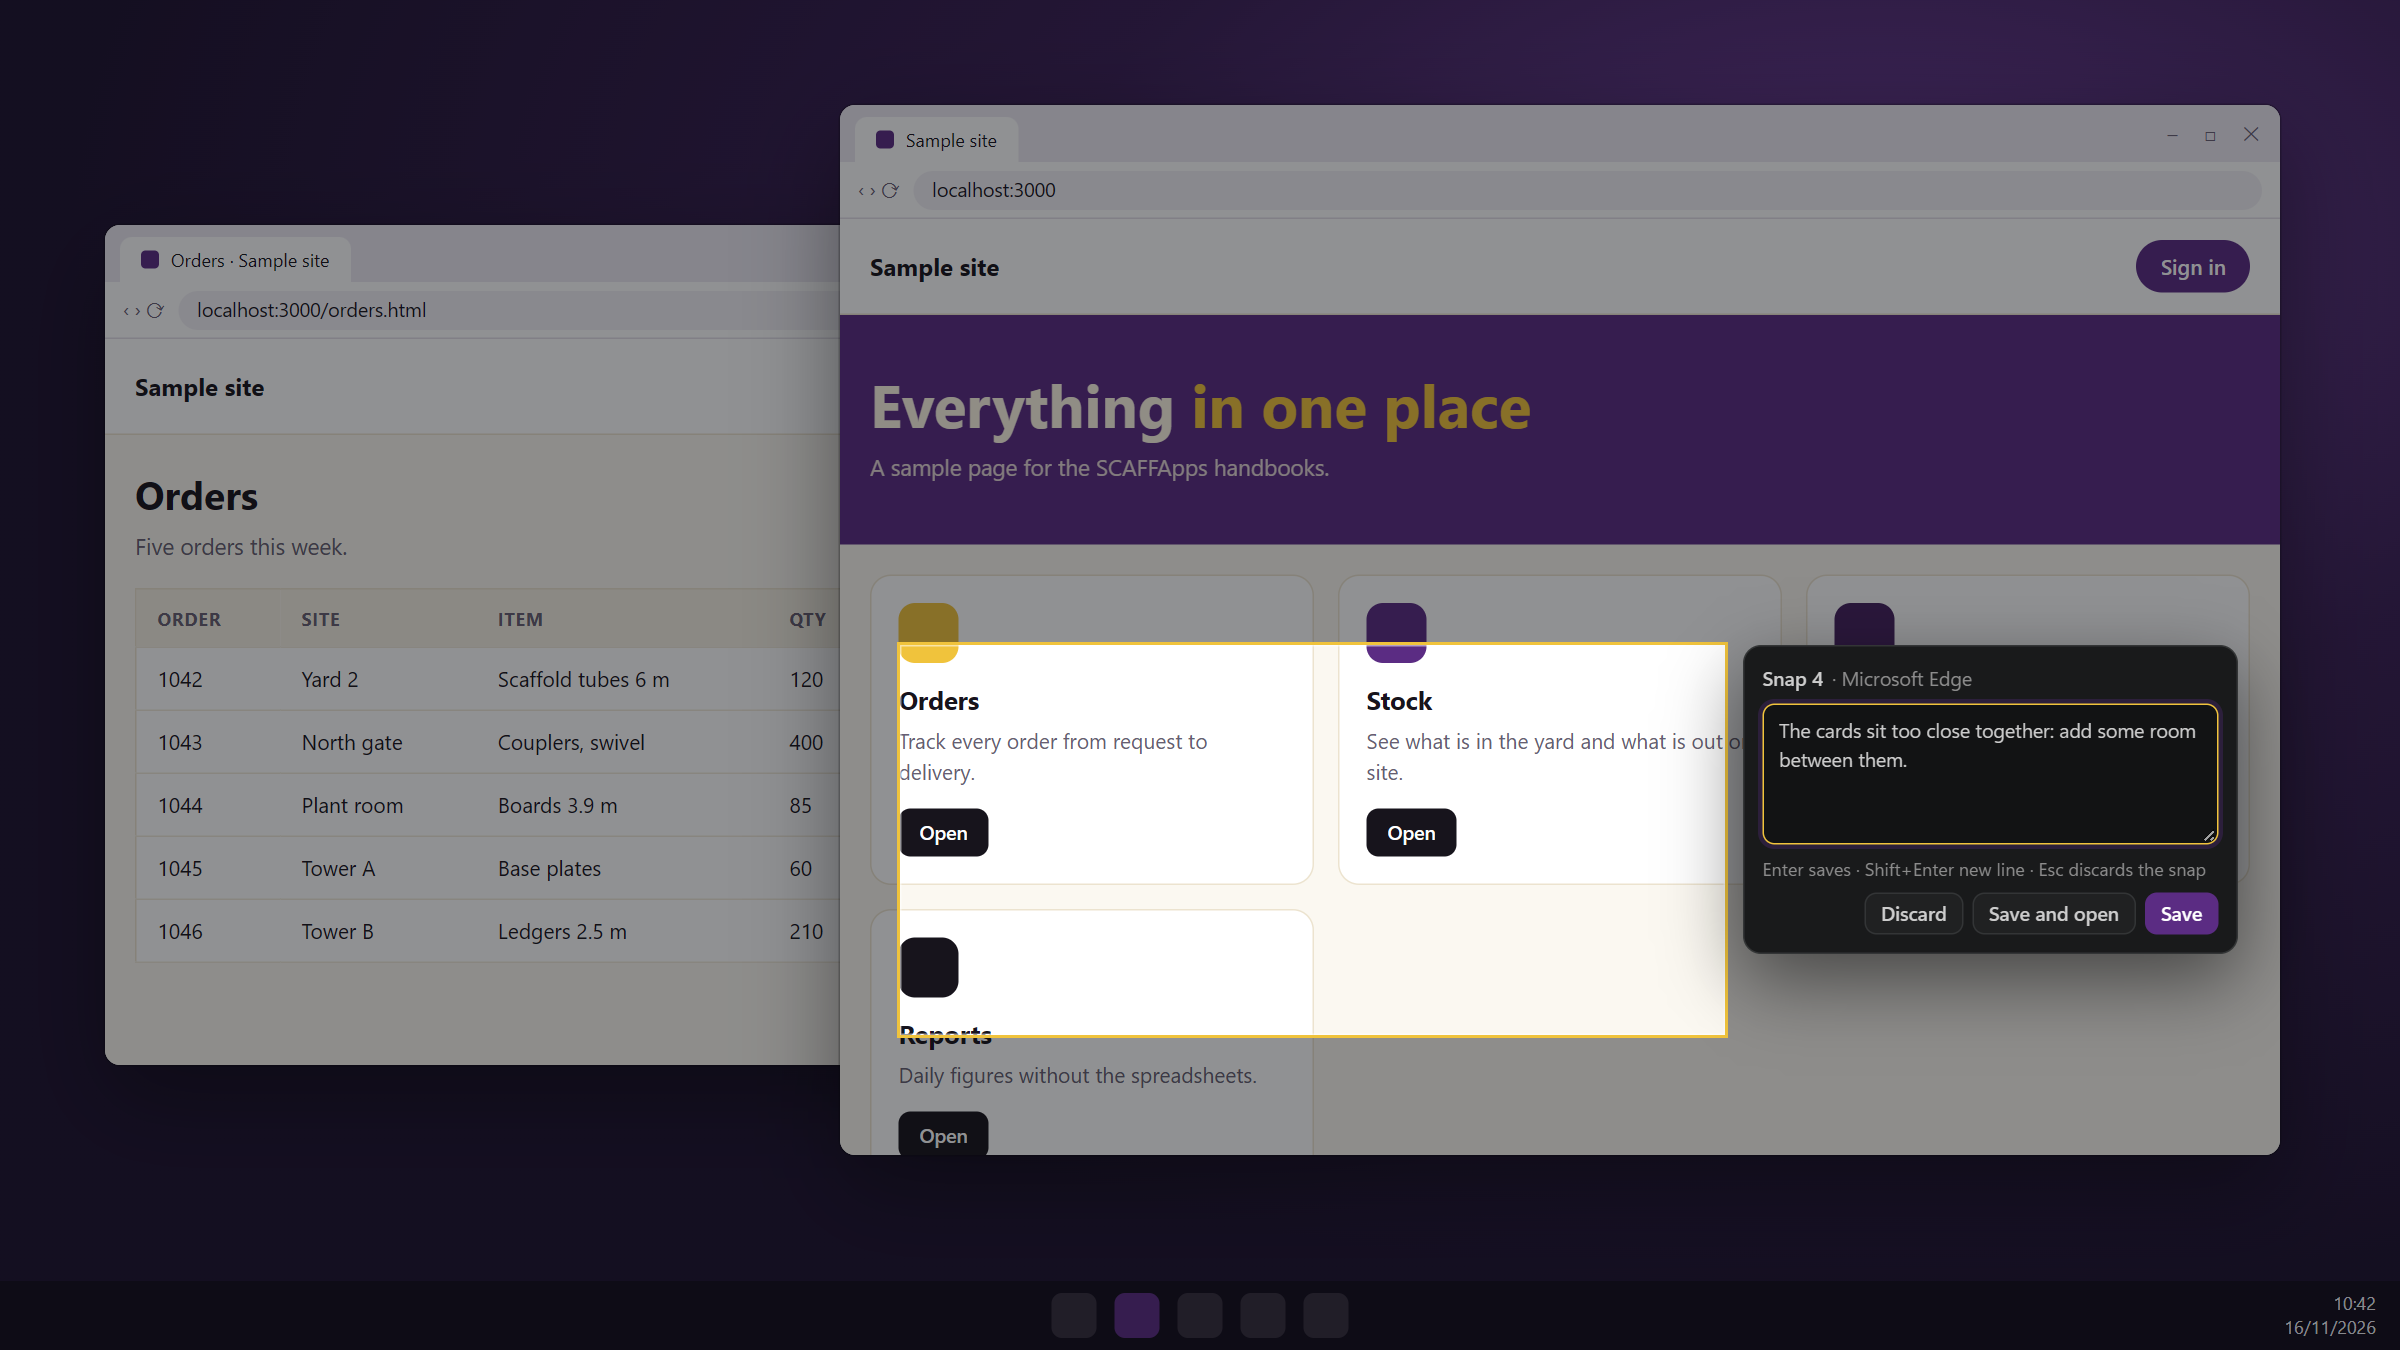 Orders · Sample site
localhost:3000/orders.html
Sample site
Orders
Five orders this week.
ORDER SITE ITEM QTY
1042 Yard 2 Scaffold tubes 6 m 120
1043 North gate Couplers, swivel 400
1044 Plant room Boards 3.9 m 85
1045 Tower A Base plates 60
1046 Tower B Ledgers 2.5 m 210
Sample site
localhost:3000
Sample site
Sign in
Everything in one place
A sample page for the SCAFFApps handbooks.
Orders
Track every order from request to
delivery.
Open
Stock
See what is in the yard and what is out
site.
Open
Reports
Daily figures without the spreadsheets.
Open
Snap 4 · Microsoft Edge
The cards sit too close together: add some room
between them.
Enter saves · Shift+Enter new line · Esc discards the snap
Discard
Save and open
Save
10:42
16/11/2026